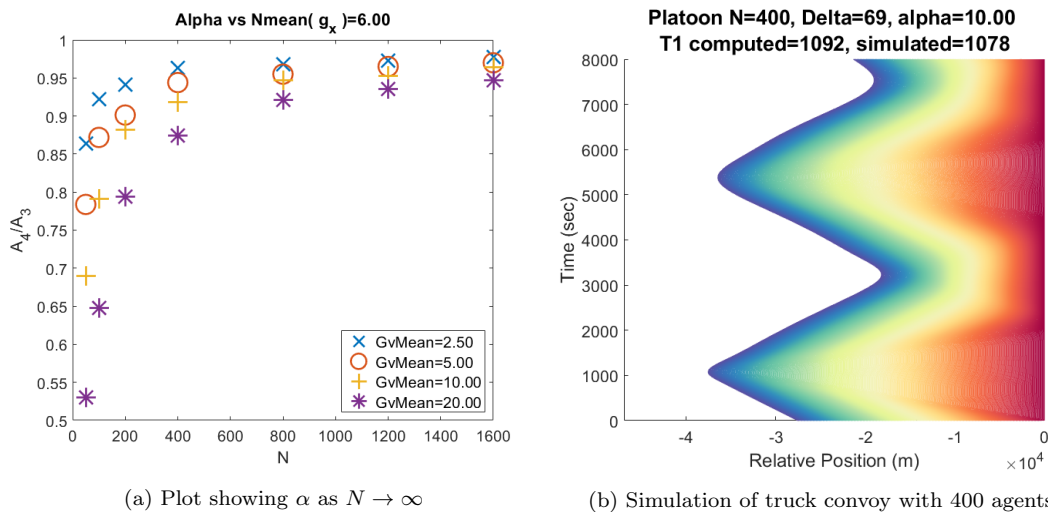 Alpha vs Nmean( g_x )=6.00
1
0.95
0.9
0.85
0.8
0.75
0.7
0.65
0.6
0.55
0.5
A_4/A_3
0 200 400 600 800 1000 1200 1400 1600
N
GvMean=2.50
GvMean=5.00
GvMean=10.00
GvMean=20.00
(a) Plot showing α as N → ∞
Platoon N=400, Delta=69, alpha=10.00
T1 computed=1092, simulated=1078
8000
7000
6000
5000
4000
3000
2000
1000
0
Time (sec)
-4 -3 -2 -1 0
Relative Position (m)
×10^4
(b) Simulation of truck convoy with 400 agents